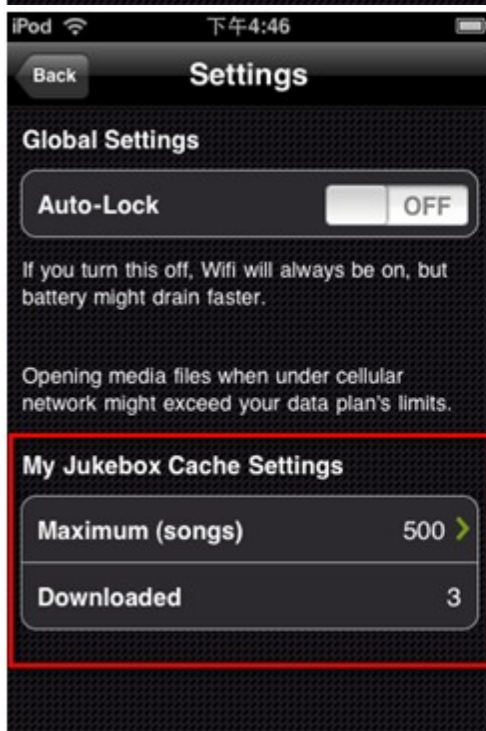 iPod 下午4:46
Back Settings
Global Settings
Auto-Lock OFF
If you turn this off, Wifi will always be on, but
battery might drain faster.
Opening media files when under cellular
network might exceed your data plan's limits.
My Jukebox Cache Settings
Maximum (songs) 500
Downloaded 3